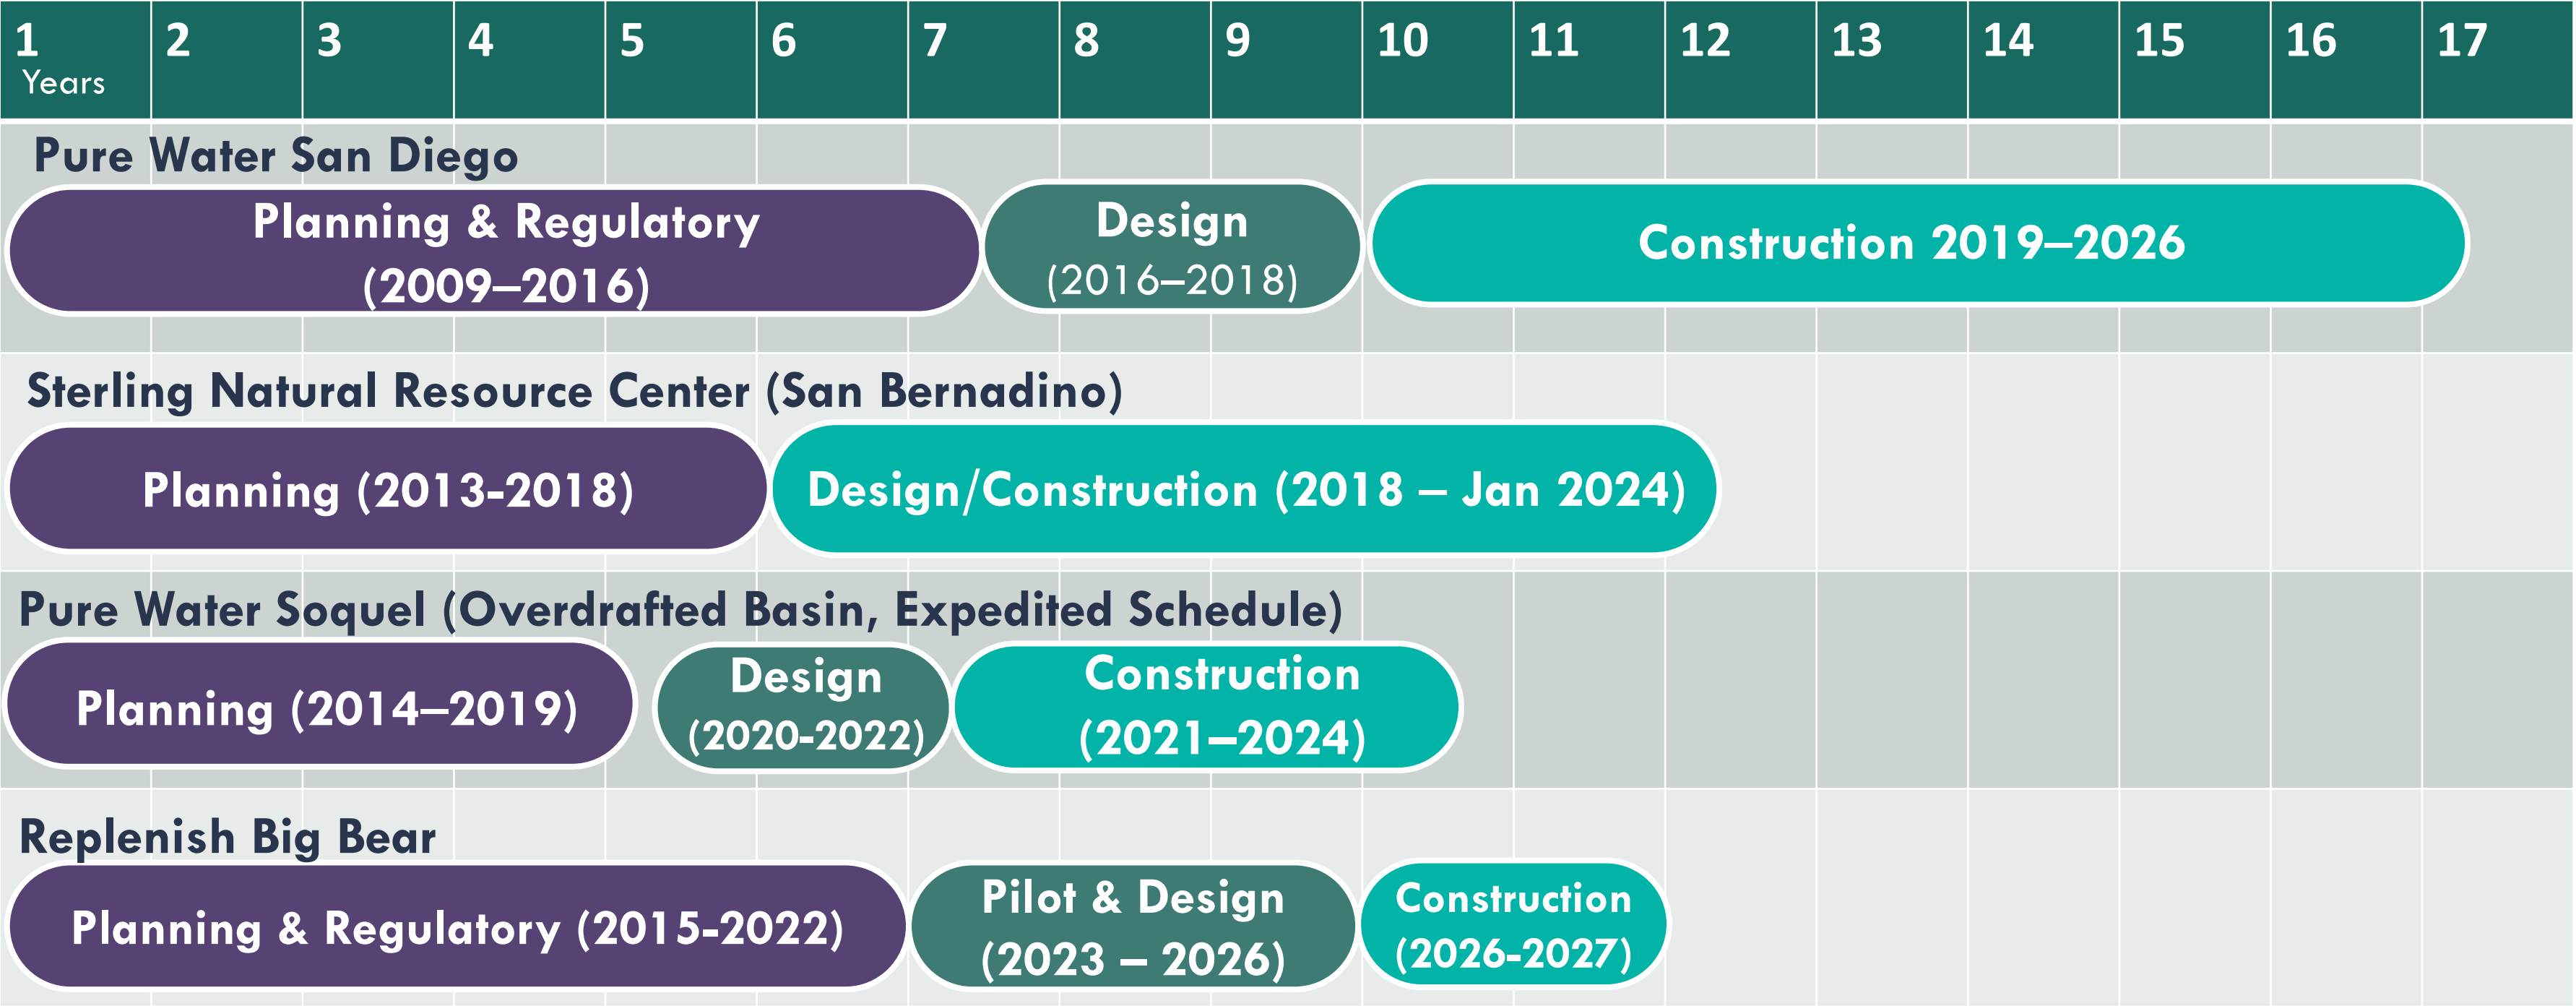 1 2 3 4 5 6 7 8 9 10 11 12 13 14 15 16 17
Years
Pure Water San Diego
Planning & Regulatory
(2009–2016)
Design
(2016–2018)
Construction 2019–2026
Sterling Natural Resource Center (San Bernadino)
Planning (2013-2018)
Design/Construction (2018 – Jan 2024)
Pure Water Soquel (Overdrafted Basin, Expedited Schedule)
Planning (2014–2019)
Design
(2020-2022)
Construction
(2021–2024)
Replenish Big Bear
Planning & Regulatory (2015-2022)
Pilot & Design
(2023 – 2026)
Construction
(2026-2027)